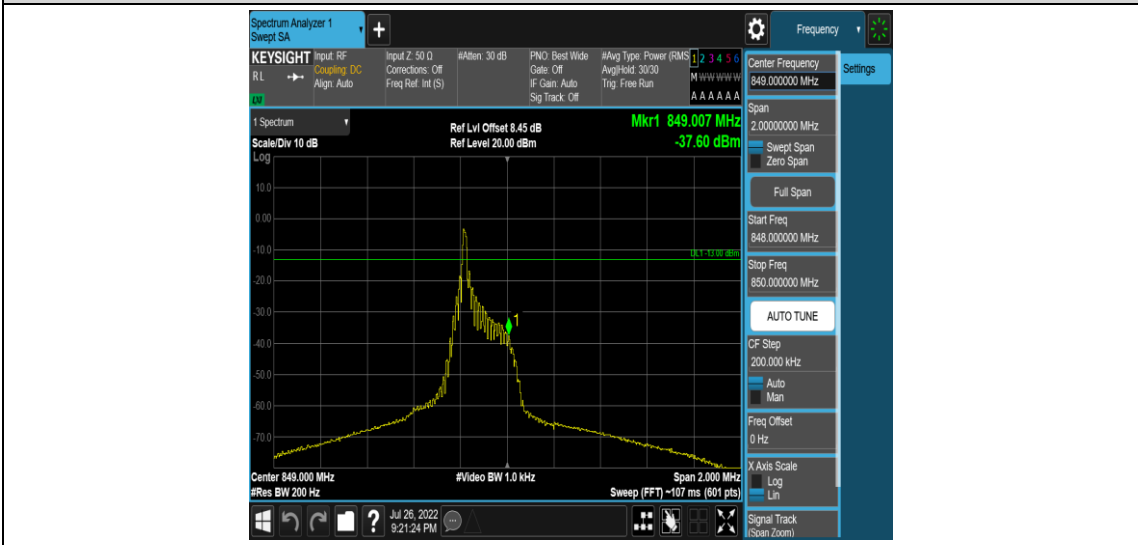 Spectrum Analyzer 1
Swept SA
+
Frequency
KEYSIGHT
RL
LXI
Input: RF
Coupling: DC
Align: Auto
Input Z: 50 Ω
Corrections: Off
Freq Ref: Int (S)
#Atten: 30 dB
PNO: Best Wide
Gate: Off
IF Gain: Auto
Sig Track: Off
#Avg Type: Power (RMS
Avg|Hold: 30/30
Trig: Free Run
1 2 3 4 5 6
M W W W W W
A A A A A A
1 Spectrum
Scale/Div 10 dB
Log
Ref Lvl Offset 8.45 dB
Ref Level 20.00 dBm
Mkr1 849.007 MHz
-37.60 dBm
10.0
0.00
-10.0
DL1 -13.00 dBm
-20.0
-30.0
1
-40.0
-50.0
-60.0
-70.0
Center 849.000 MHz
#Video BW 1.0 kHz
Span 2.000 MHz
#Res BW 200 Hz
Sweep (FFT) ~107 ms (601 pts)
Center Frequency
849.000000 MHz
Settings
Span
2.00000000 MHz
Swept Span
Zero Span
Full Span
Start Freq
848.000000 MHz
Stop Freq
850.000000 MHz
AUTO TUNE
CF Step
200.000 kHz
Auto
Man
Freq Offset
0 Hz
X Axis Scale
Log
Lin
Signal Track
(Span Zoom)
?
Jul 26, 2022
9:21:24 PM